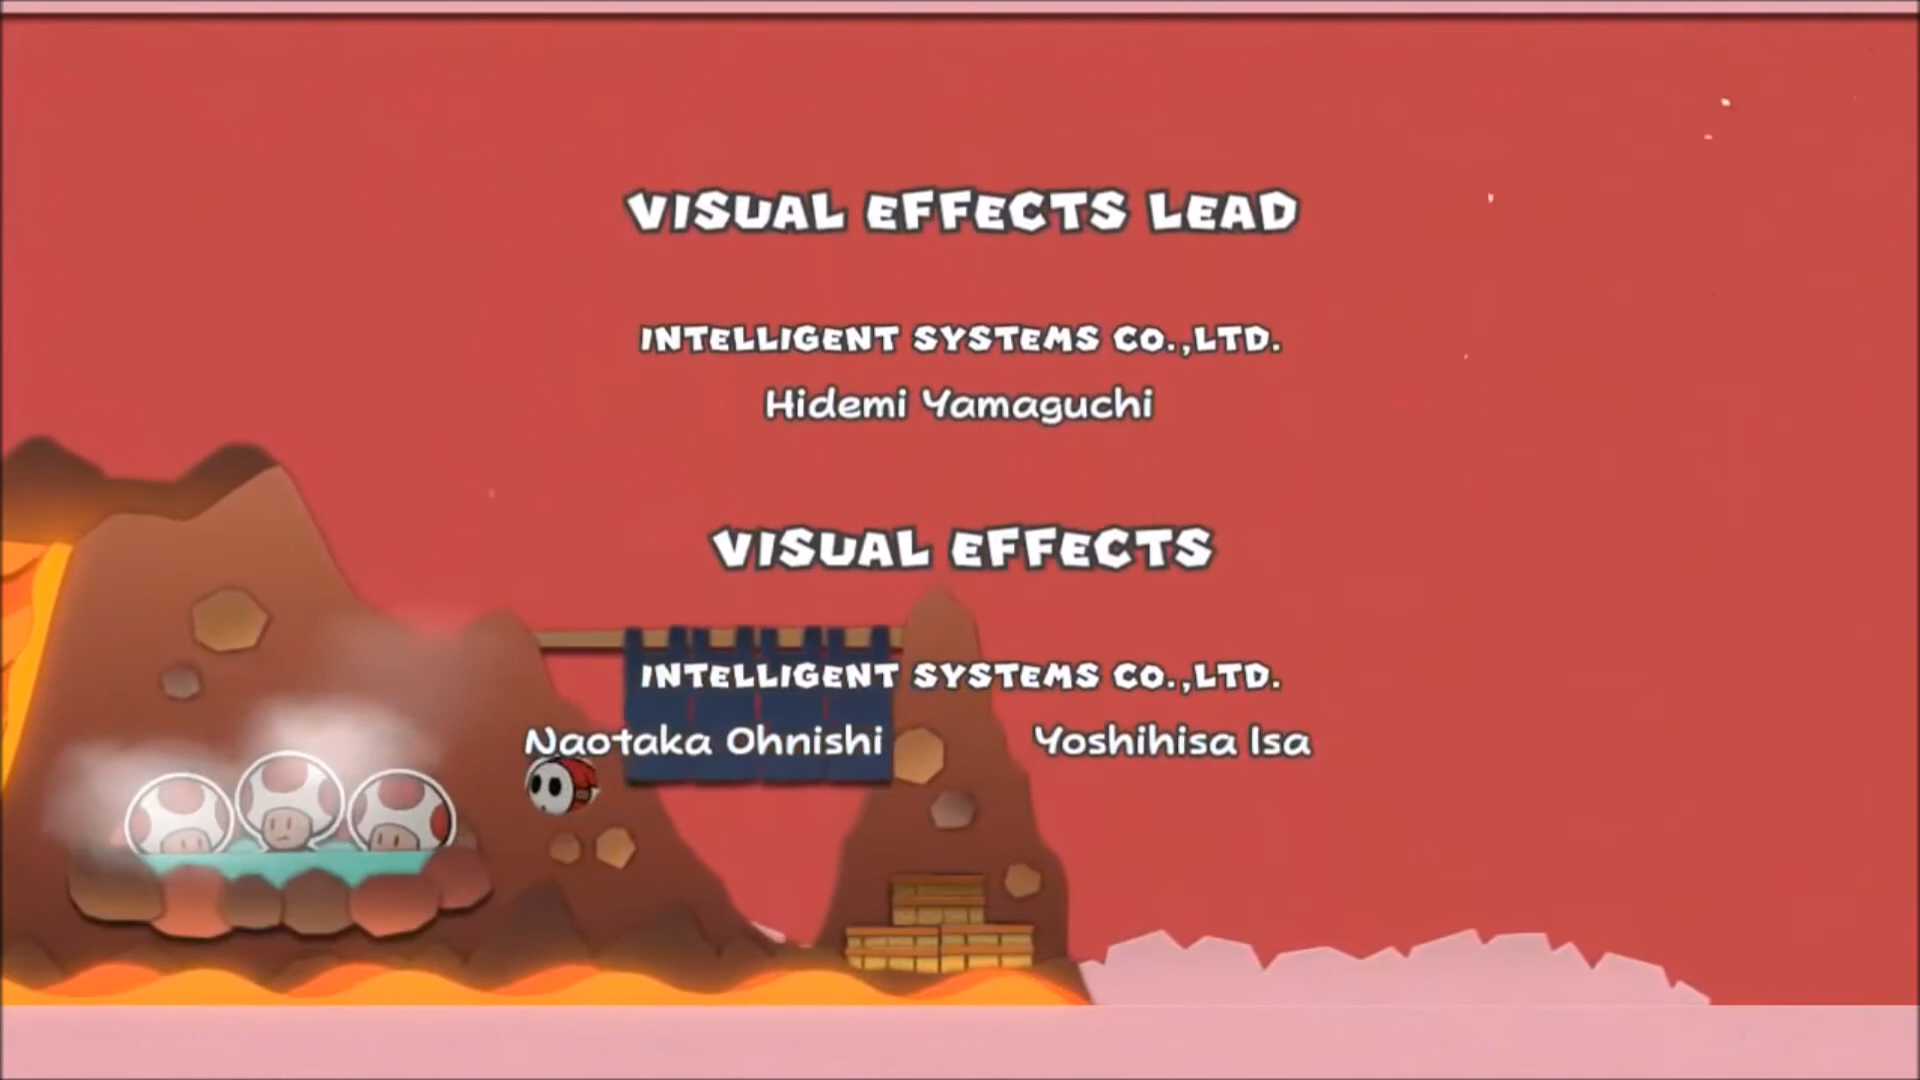 VISUAL EFFECTS LEAD
INTELLIGENT SYSTEMS CO.,LTD.
Hidemi Yamaguchi
VISUAL EFFECTS
INTELLIGENT SYSTEMS CO.,LTD.
Naotaka Ohnishi Yoshihisa Isa